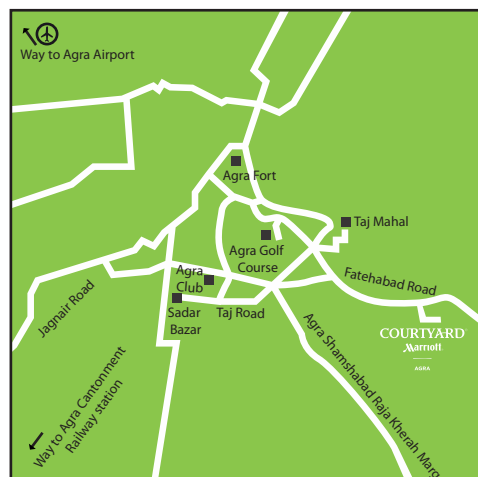 Way to Agra Airport
Agra Fort
Taj Mahal
Agra Golf
Course
Fatehabad Road
Agra
Club
Jagnair Road
Sadar
Bazar
Taj Road
COURTYARD®
Marriott
AGRA
Agra Shamshabad Raja Kherah Marg
Way to Agra Cantonment
Railway station